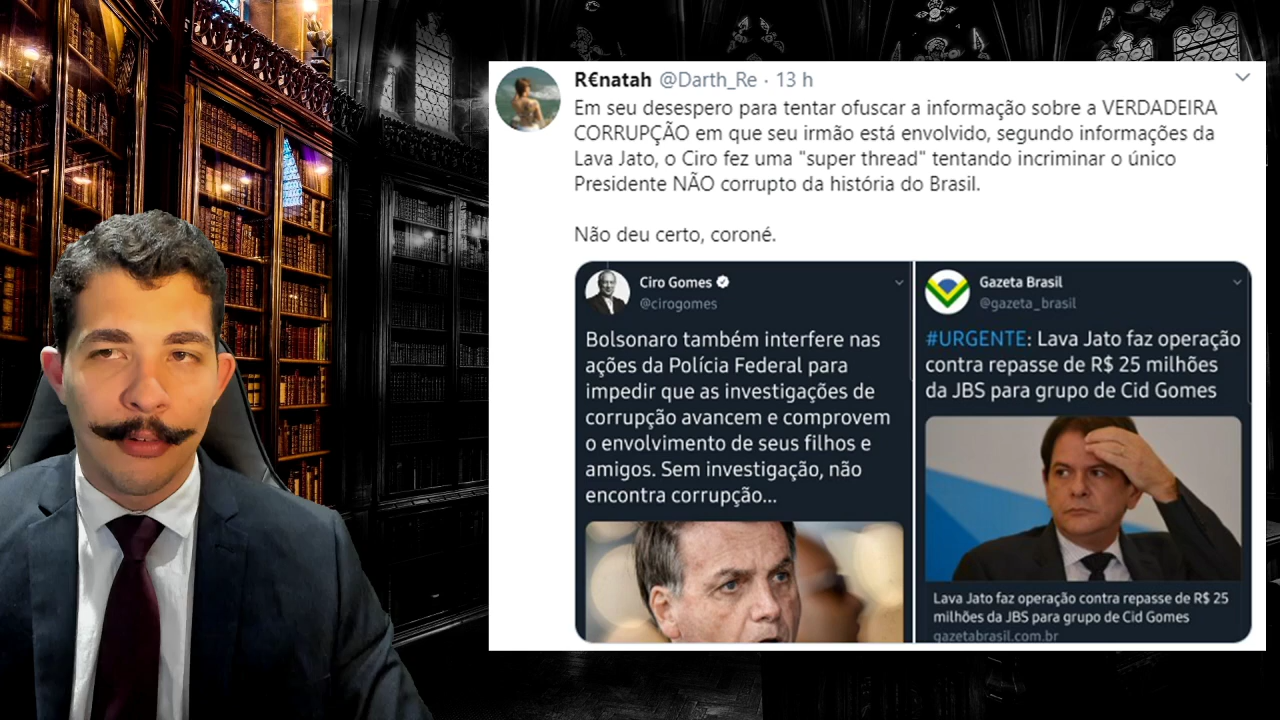 R€natah @Darth_Re · 13 h
Em seu desespero para tentar ofuscar a informação sobre a VERDADEIRA
CORRUPÇÃO em que seu irmão está envolvido, segundo informações da
Lava Jato, o Ciro fez uma "super thread" tentando incriminar o único
Presidente NÃO corrupto da história do Brasil.
Não deu certo, coroné.
Ciro Gomes
@cirogomes
Bolsonaro também interfere nas
ações da Polícia Federal para
impedir que as investigações de
corrupção avancem e comprovem
o envolvimento de seus filhos e
amigos. Sem investigação, não
encontra corrupção...
Gazeta Brasil
@gazeta_brasil
#URGENTE: Lava Jato faz operação
contra repasse de R$ 25 milhões
da JBS para grupo de Cid Gomes
Lava Jato faz operação contra repasse de R$ 25
milhões da JBS para grupo de Cid Gomes
gazetabrasil.com.br